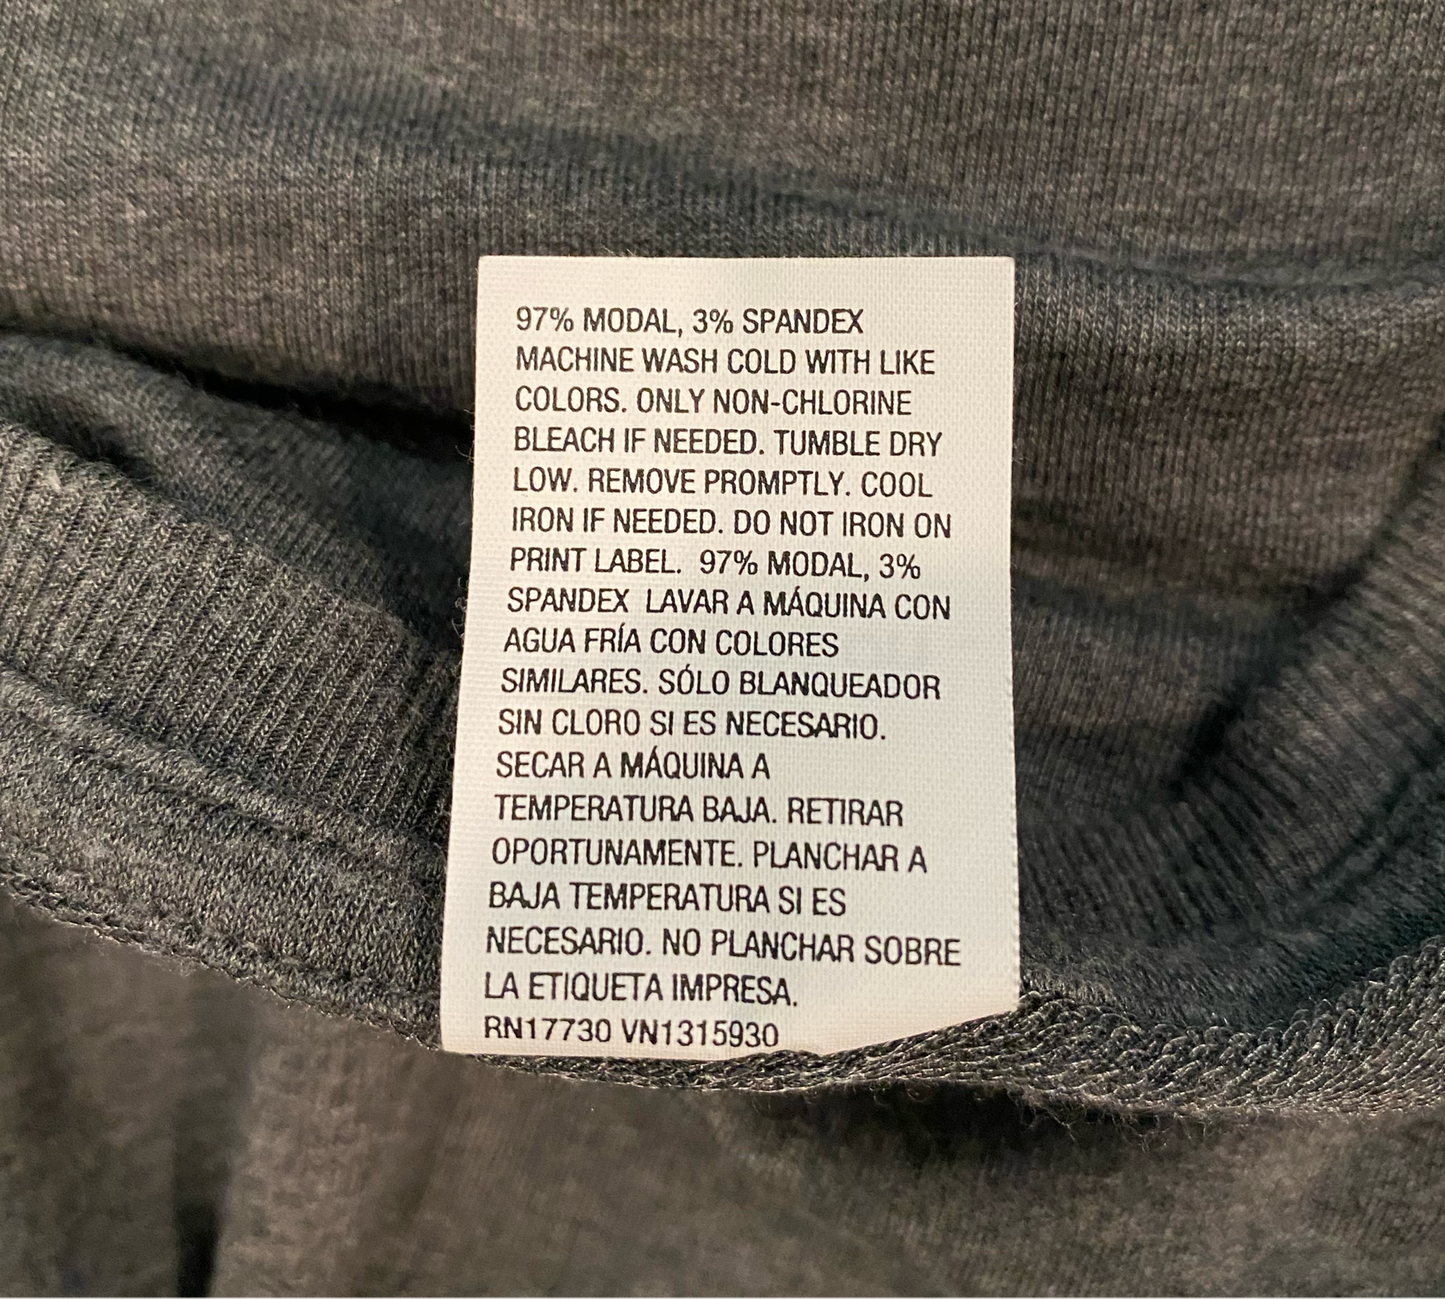 97% MODAL, 3% SPANDEX
MACHINE WASH COLD WITH LIKE
COLORS. ONLY NON-CHLORINE
BLEACH IF NEEDED. TUMBLE DRY
LOW. REMOVE PROMPTLY. COOL
IRON IF NEEDED. DO NOT IRON ON
PRINT LABEL. 97% MODAL, 3%
SPANDEX LAVAR A MÁQUINA CON
AGUA FRÍA CON COLORES
SIMILARES. SÓLO BLANQUEADOR
SIN CLORO SI ES NECESARIO.
SECAR A MÁQUINA A
TEMPERATURA BAJA. RETIRAR
OPORTUNAMENTE. PLANCHAR A
BAJA TEMPERATURA SI ES
NECESARIO. NO PLANCHAR SOBRE
LA ETIQUETA IMPRESA.
RN17730 VN1315930